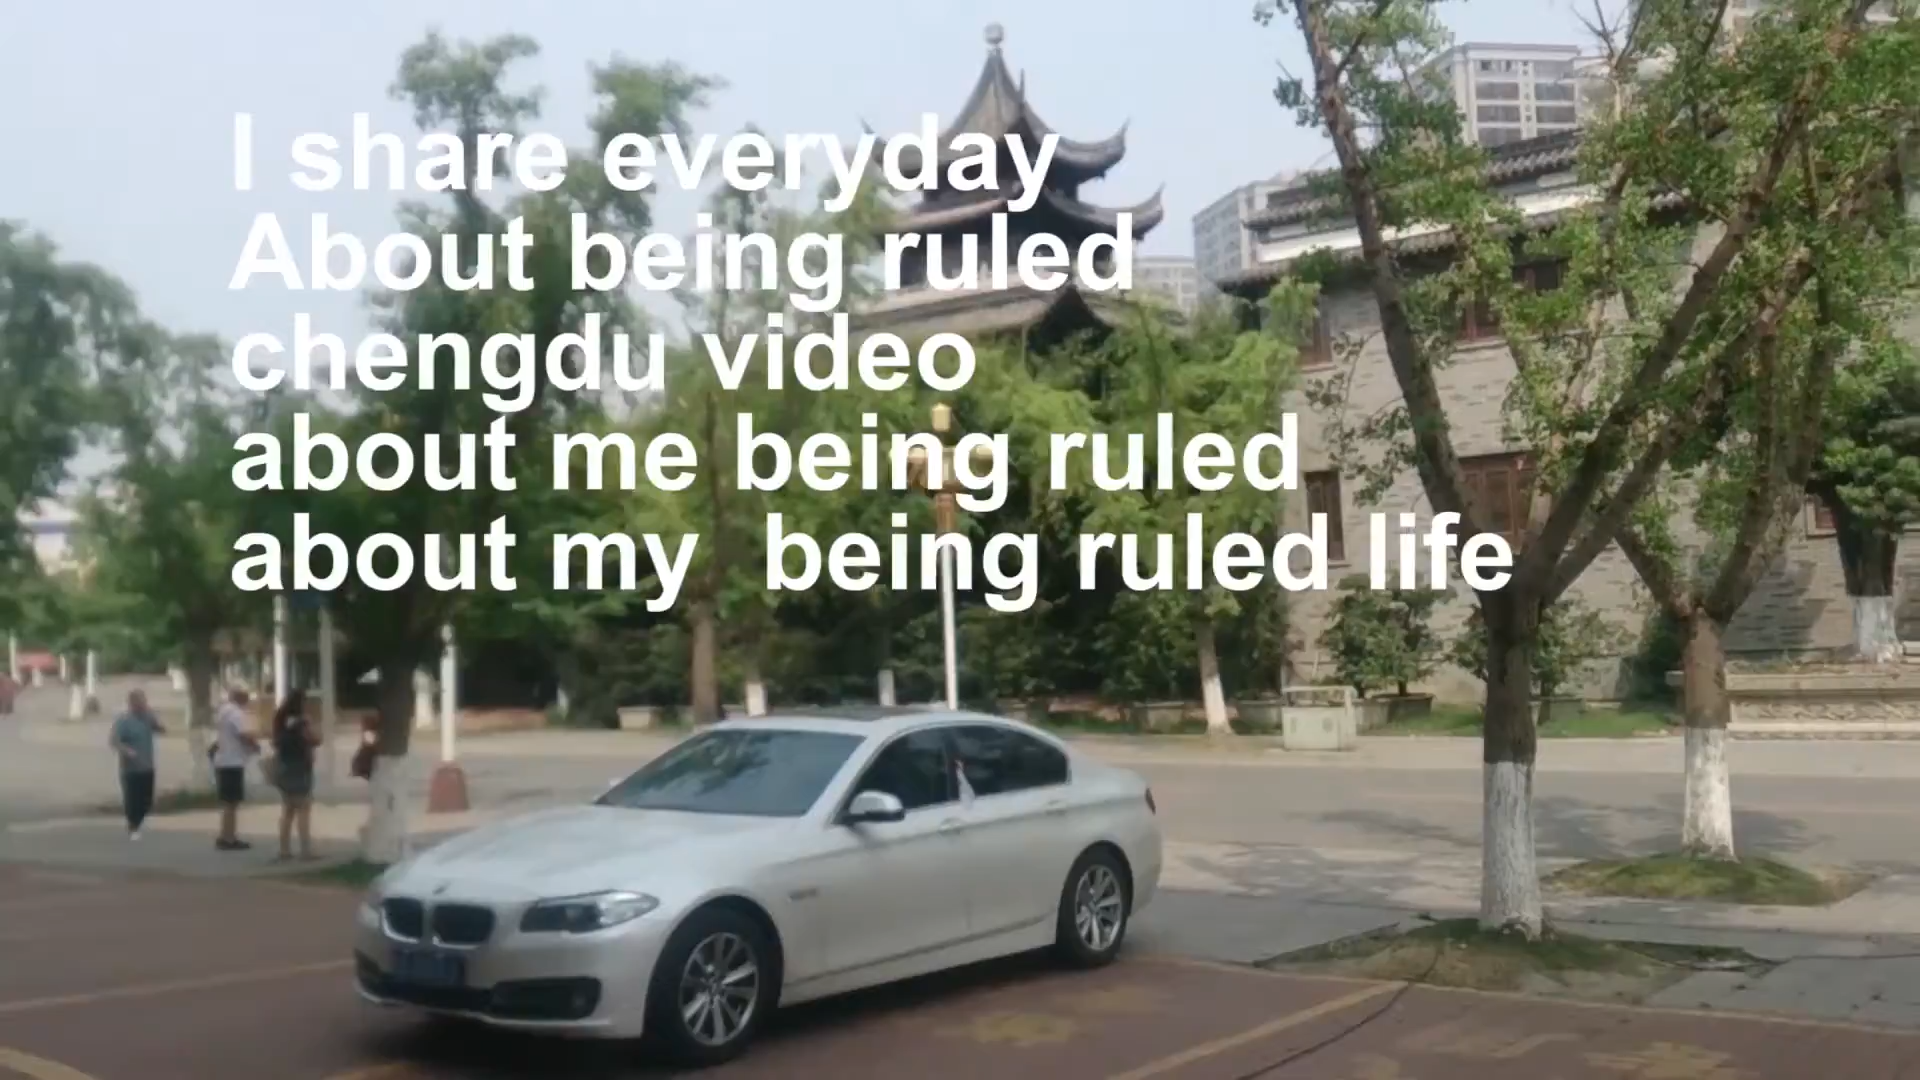 I share everyday
About being ruled
chengdu video
about me being ruled
about my  being ruled life